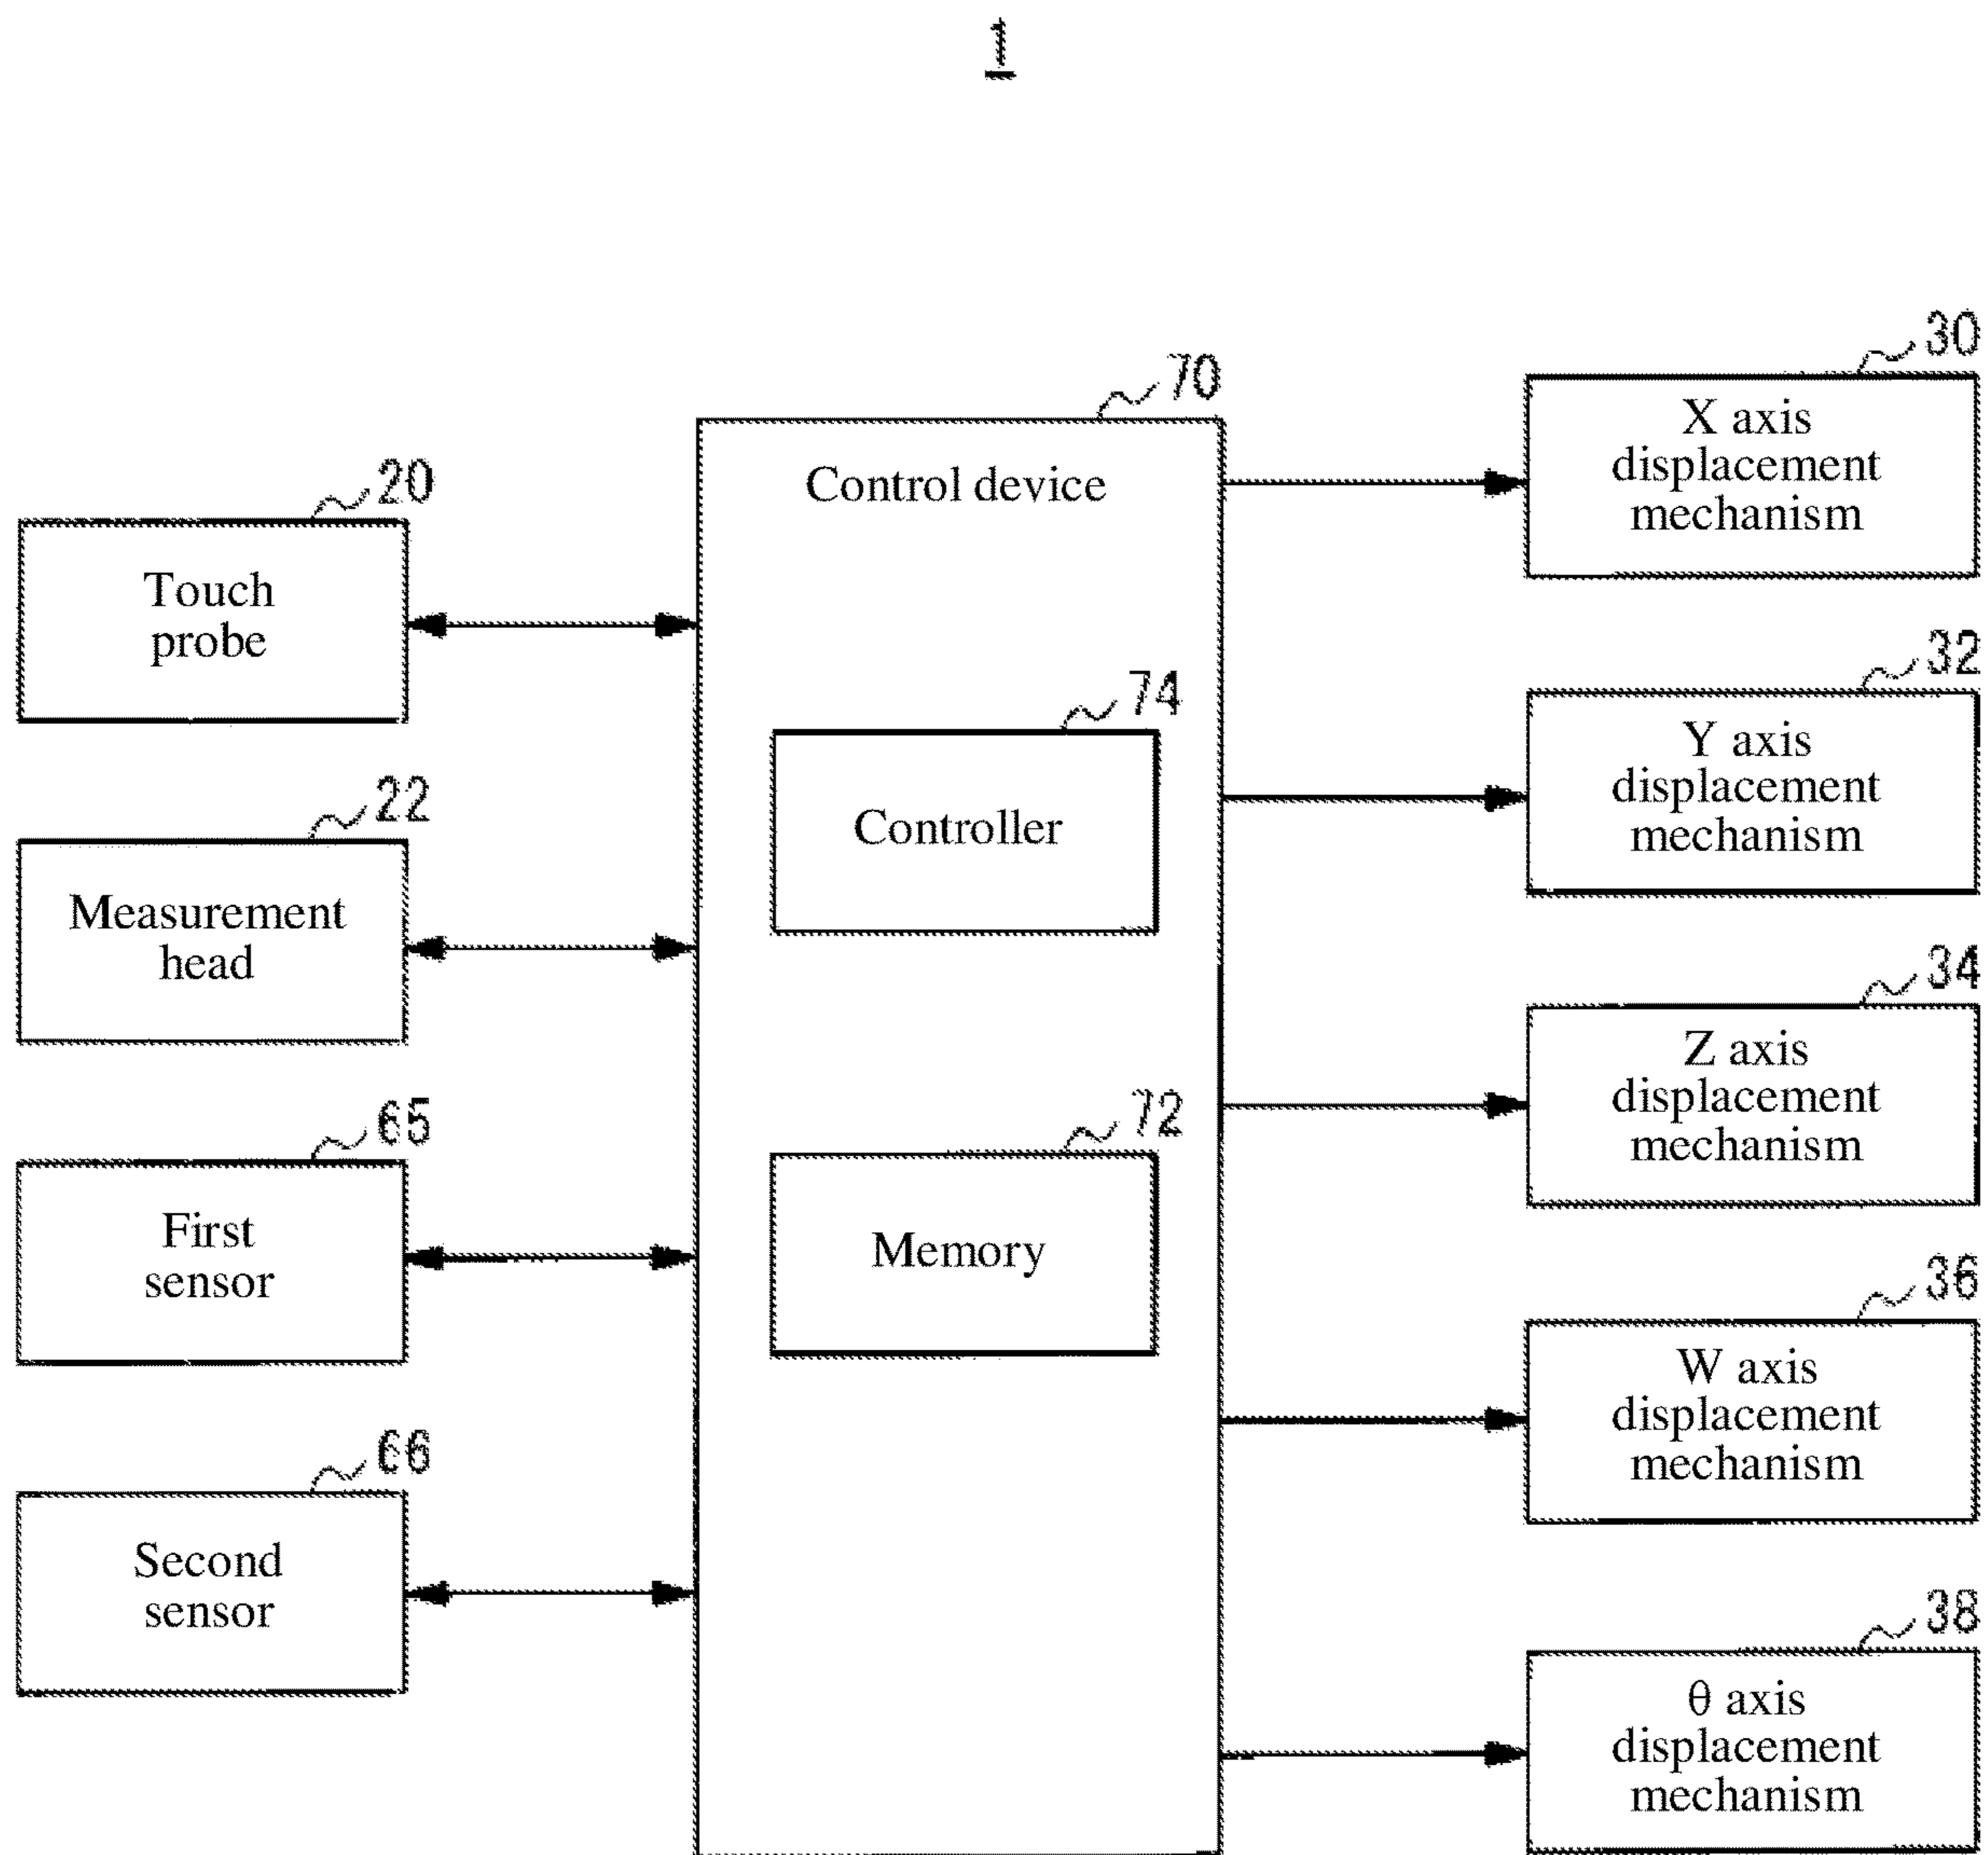 1
20
Touch
probe
22
Measurement
head
65
First
sensor
66
Second
sensor
70
Control device
74
Controller
72
Memory
30
X axis
displacement
mechanism
32
Y axis
displacement
mechanism
34
Z axis
displacement
mechanism
36
W axis
displacement
mechanism
38
θ axis
displacement
mechanism